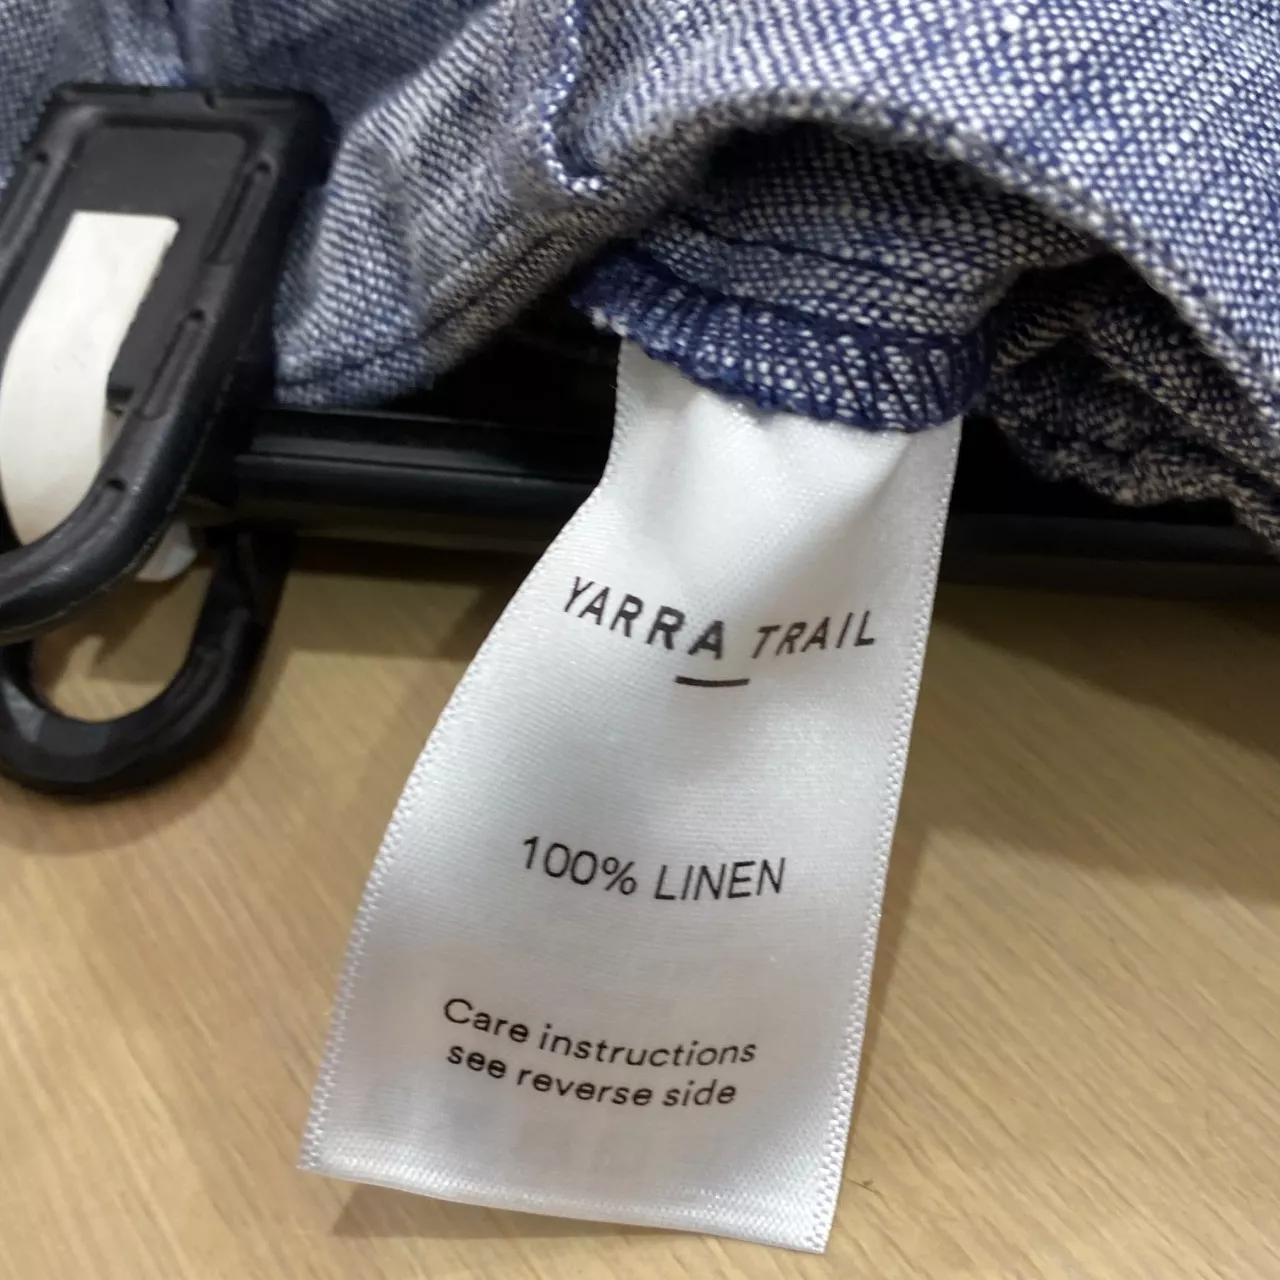 YARRA TRAIL
100% LINEN
Care instructions
see reverse side